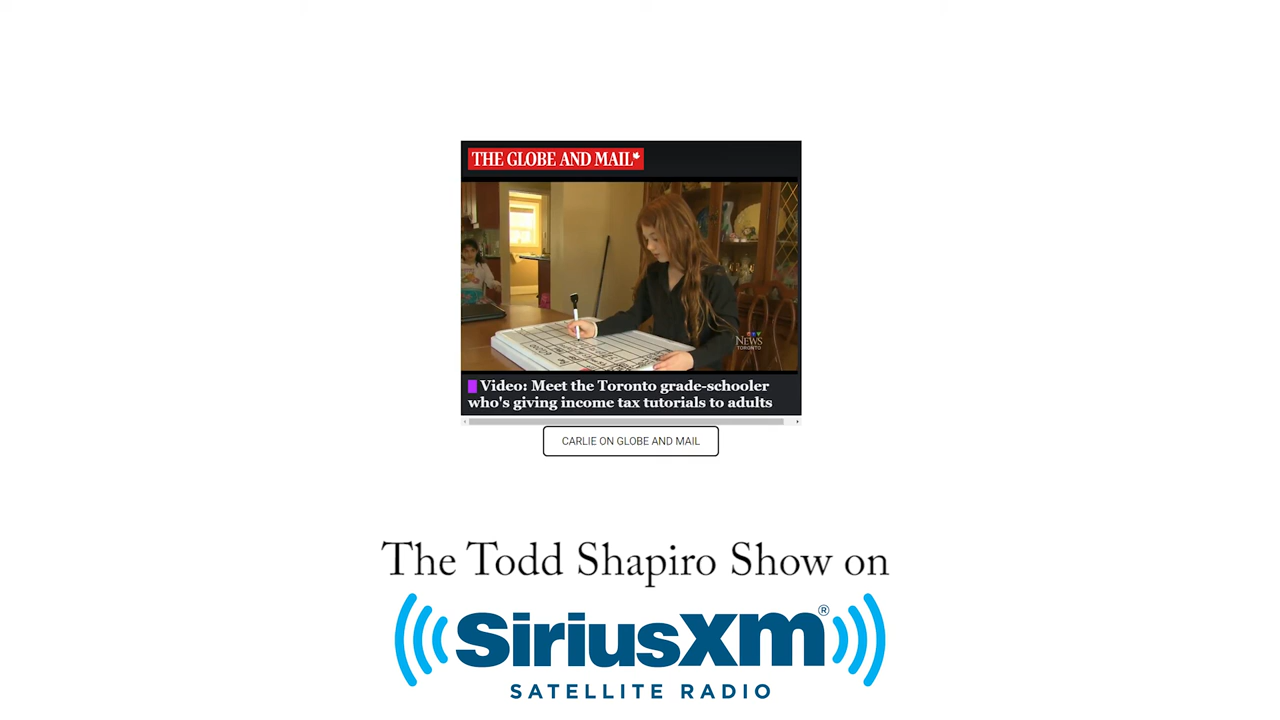 THE GLOBE AND MAIL
NEWS
TORONTO
Video: Meet the Toronto grade-schooler
who's giving income tax tutorials to adults
CARLIE ON GLOBE AND MAIL
The Todd Shapiro Show on
SiriusXM®
SATELLITE RADIO